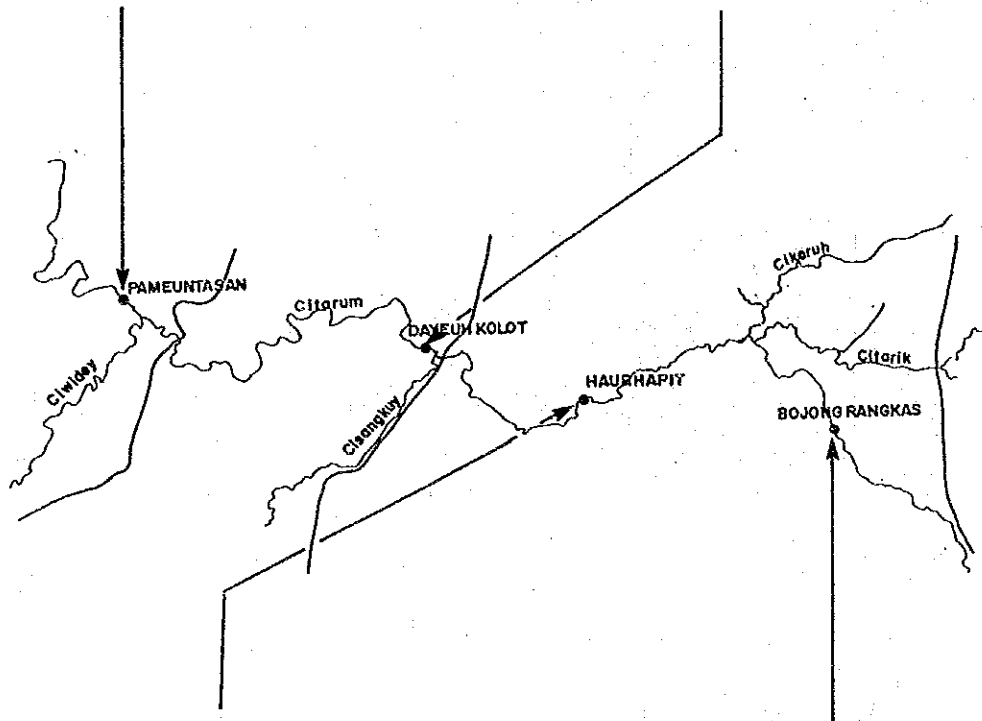 Cikeruh
PAMEUNTASAN
Citarum
DAYEUH KOLOT
Citarik
Ciwidey
HAURHAPIT
BOJONG RANGKAS
Cisangkuy